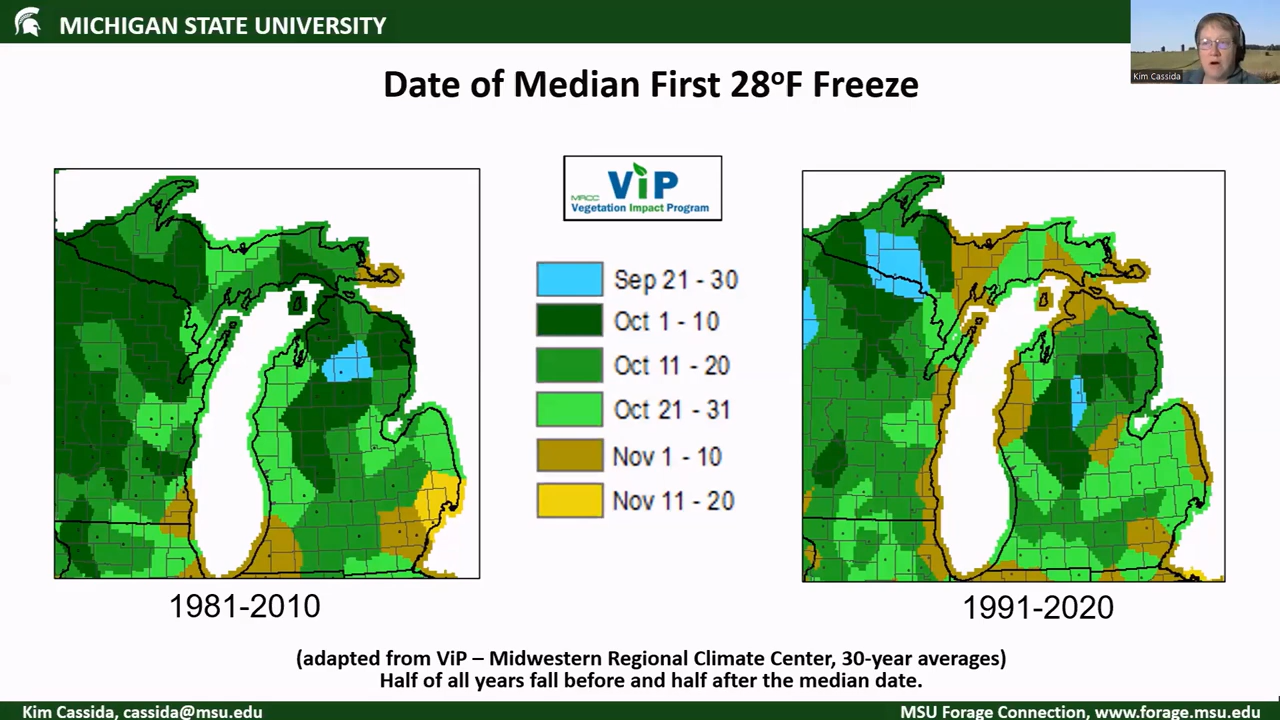 MICHIGAN STATE UNIVERSITY
Kim Cassida
Date of Median First 28°F Freeze
MRCC ViP
Vegetation Impact Program
Sep 21 - 30
Oct 1 - 10
Oct 11 - 20
Oct 21 - 31
Nov 1 - 10
Nov 11 - 20
1981-2010
1991-2020
(adapted from ViP – Midwestern Regional Climate Center, 30-year averages)
Half of all years fall before and half after the median date.
Kim Cassida, cassida@msu.edu
MSU Forage Connection, www.forage.msu.edu